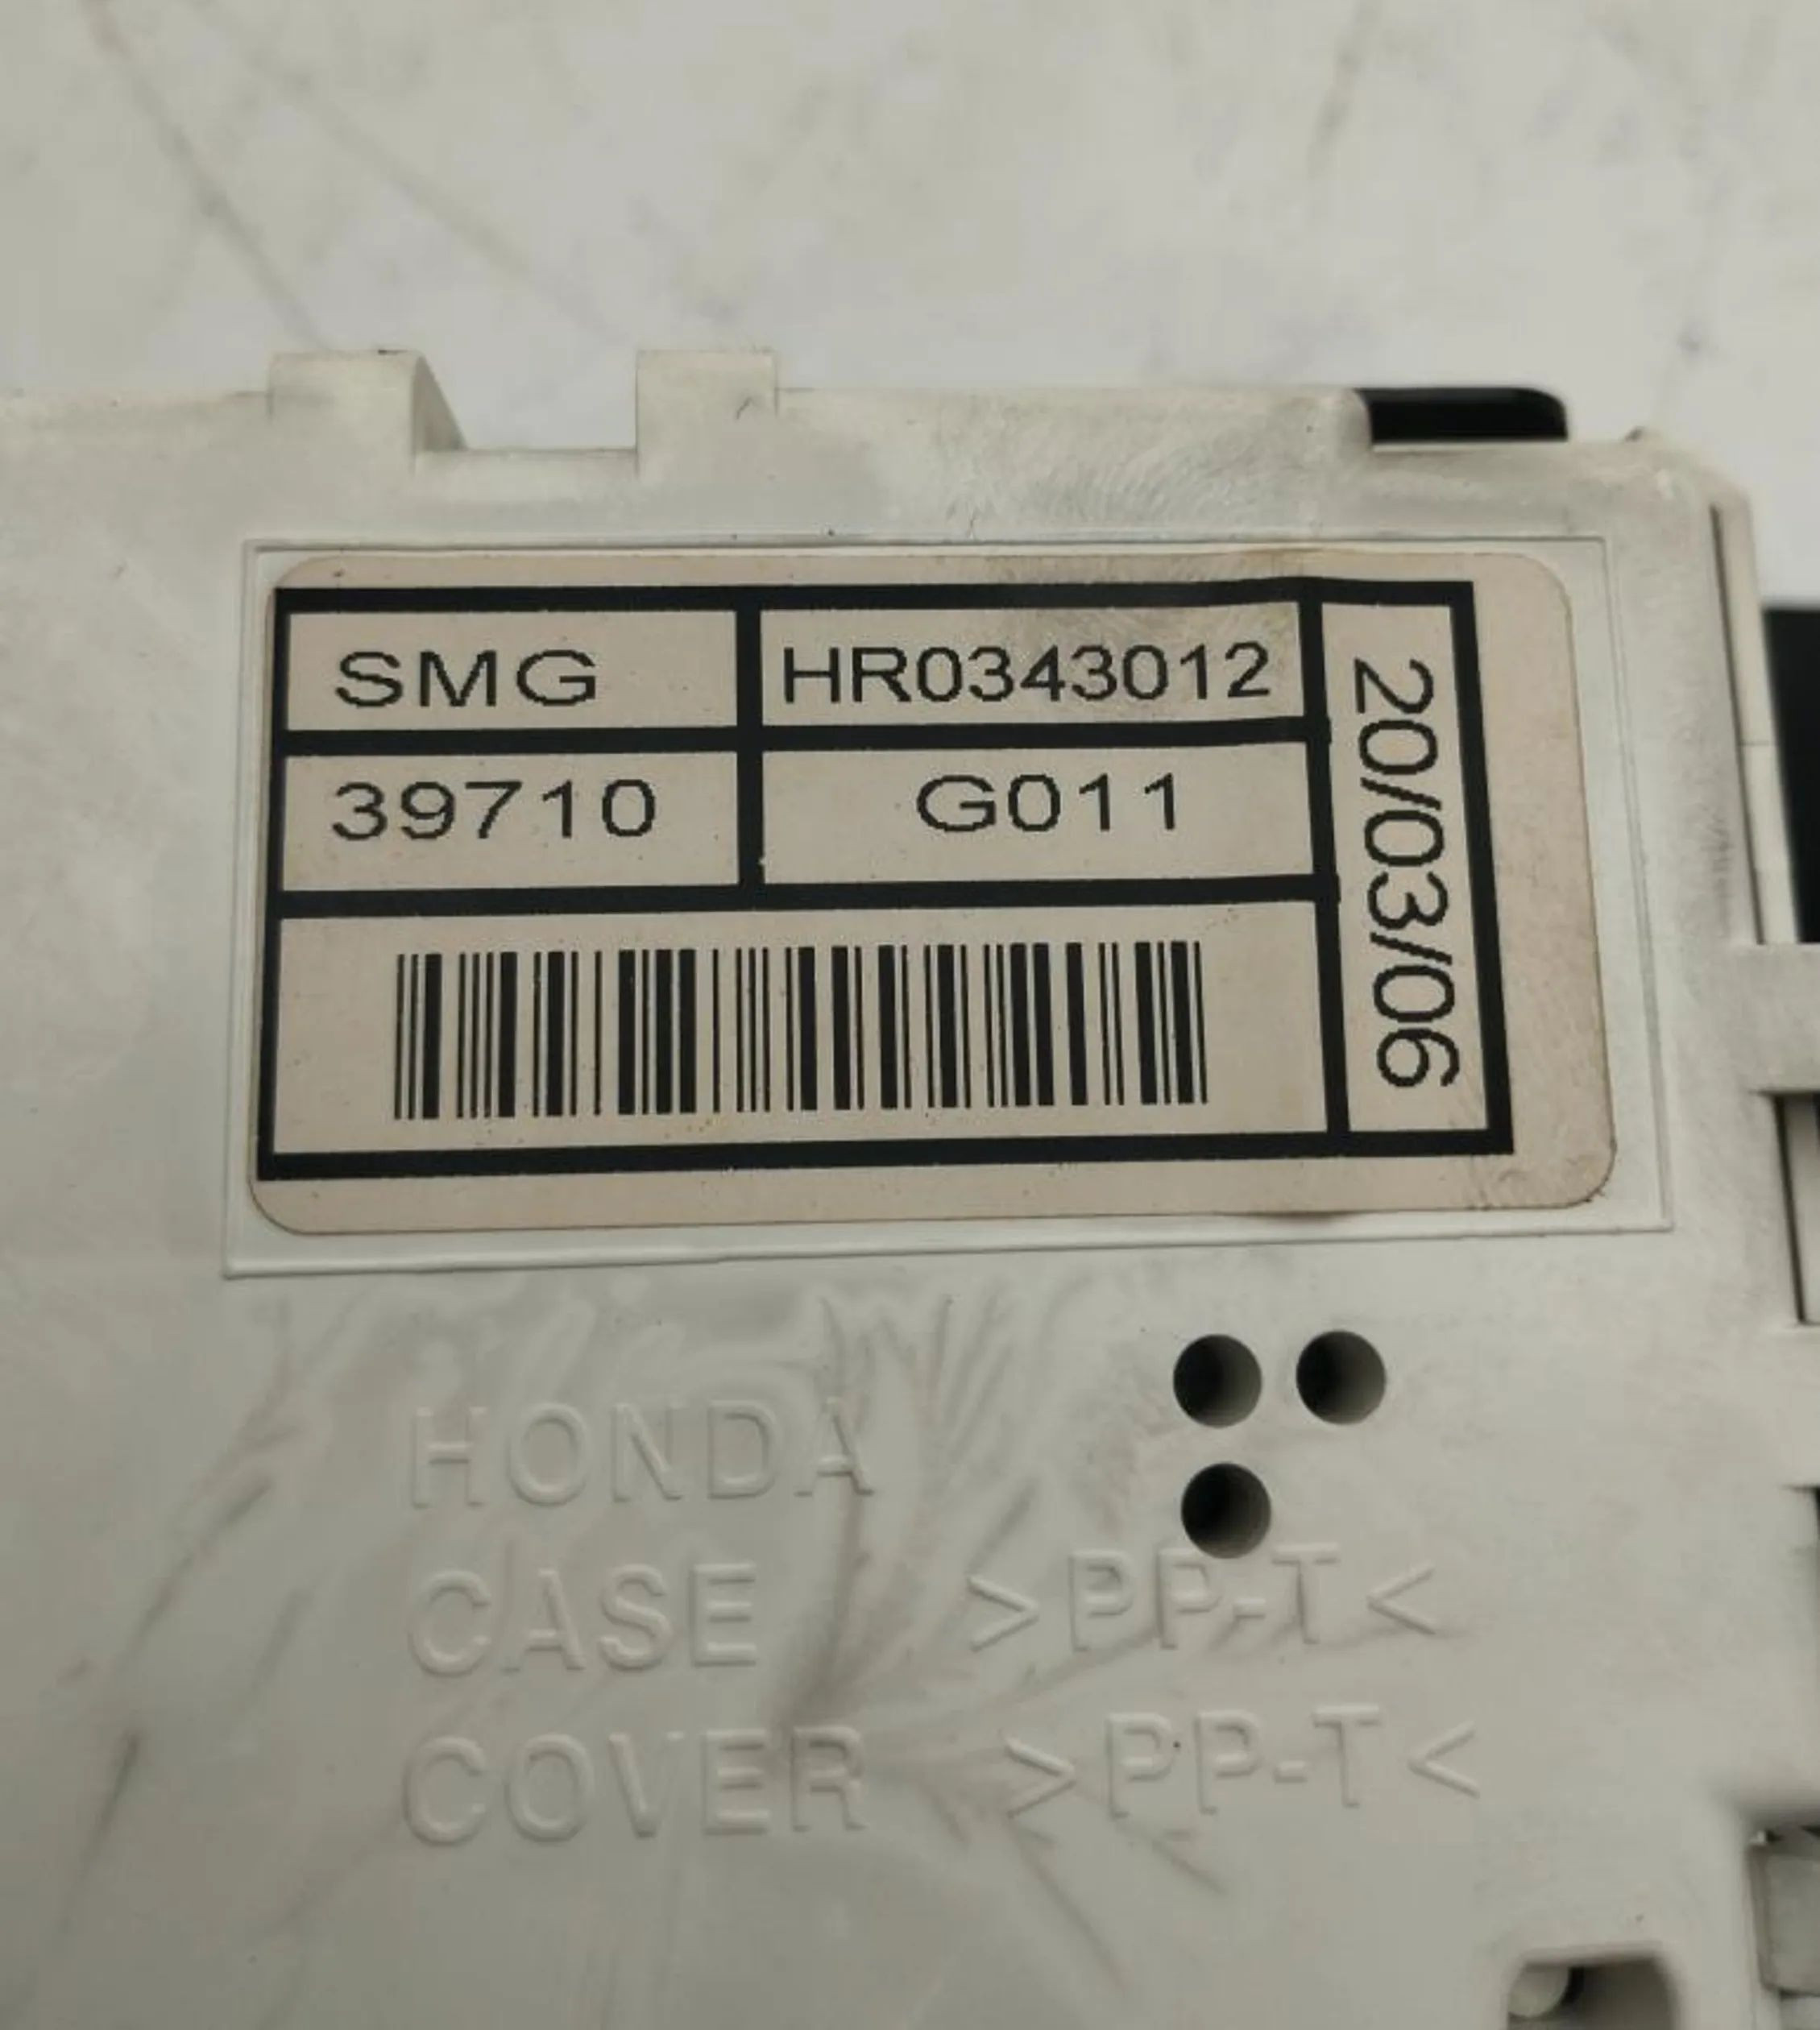 SMG HR0343012
39710 G011
20/03/06
HONDA
CASE >PP-T<
COVER >PP-T<